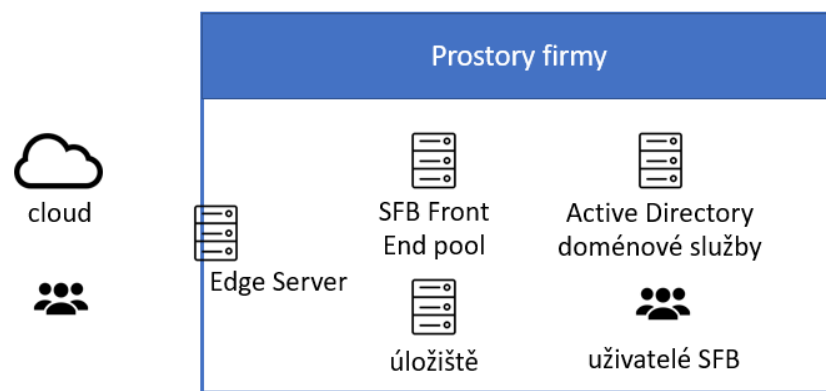 Prostory firmy
cloud
SFB Front
End pool
Active Directory
doménové služby
Edge Server
úložiště
uživatelé SFB